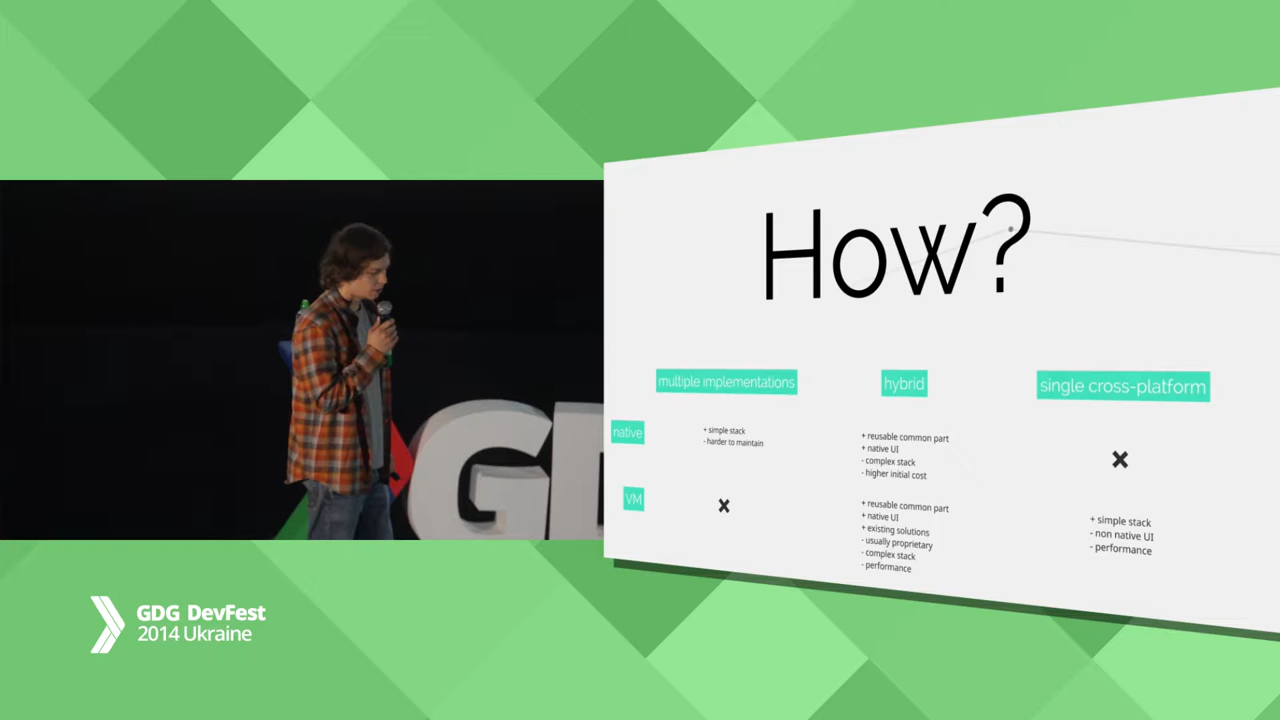 How?
multiple implementations
hybrid
single cross-platform
native
+ simple stack
- harder to maintain
+ reusable common part
+ native UI
- complex stack
- higher initial cost
VM
+ reusable common part
+ native UI
+ existing solutions
- usually proprietary
- complex stack
- performance
+ simple stack
- non native UI
- performance
GD
GDG DevFest
2014 Ukraine